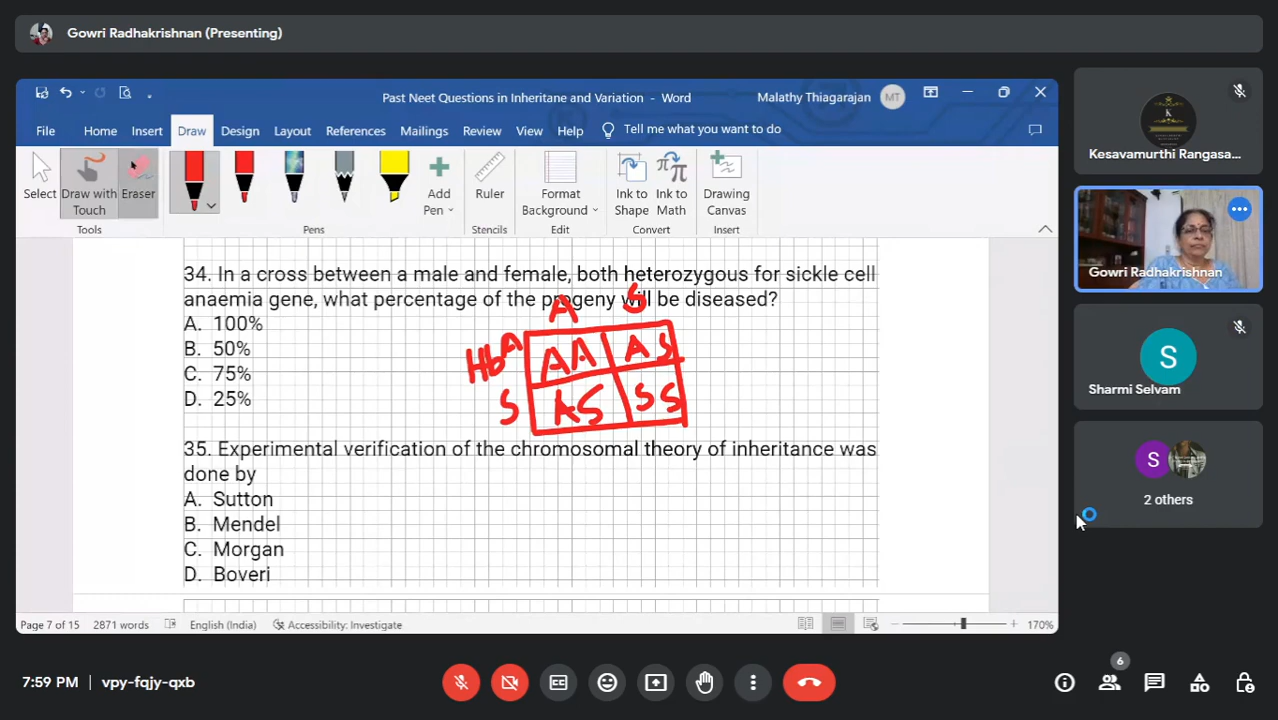 Gowri Radhakrishnan (Presenting)
Past Neet Questions in Inheritane and Variation - Word
Malathy Thiagarajan
MT
File Home Insert Draw Design Layout References Mailings Review View Help Tell me what you want to do
Select
Draw with Touch
Eraser
Add Pen
Ruler
Format Background
Ink to Shape
Ink to Math
Drawing Canvas
Tools Pens Stencils Edit Convert Insert
34. In a cross between a male and female, both heterozygous for sickle cell
anaemia gene, what percentage of the progeny will be diseased?
A. 100%
B. 50%
C. 75%
D. 25%
A S
Hb A AA AS
S AS SS
35. Experimental verification of the chromosomal theory of inheritance was
done by
A. Sutton
B. Mendel
C. Morgan
D. Boveri
Page 7 of 15 2871 words English (India) Accessibility: Investigate 170%
K
Kesavamurthi Rangasa...
Gowri Radhakrishnan
S
Sharmi Selvam
S
2 others
7:59 PM | vpy-fqjy-qxb
6